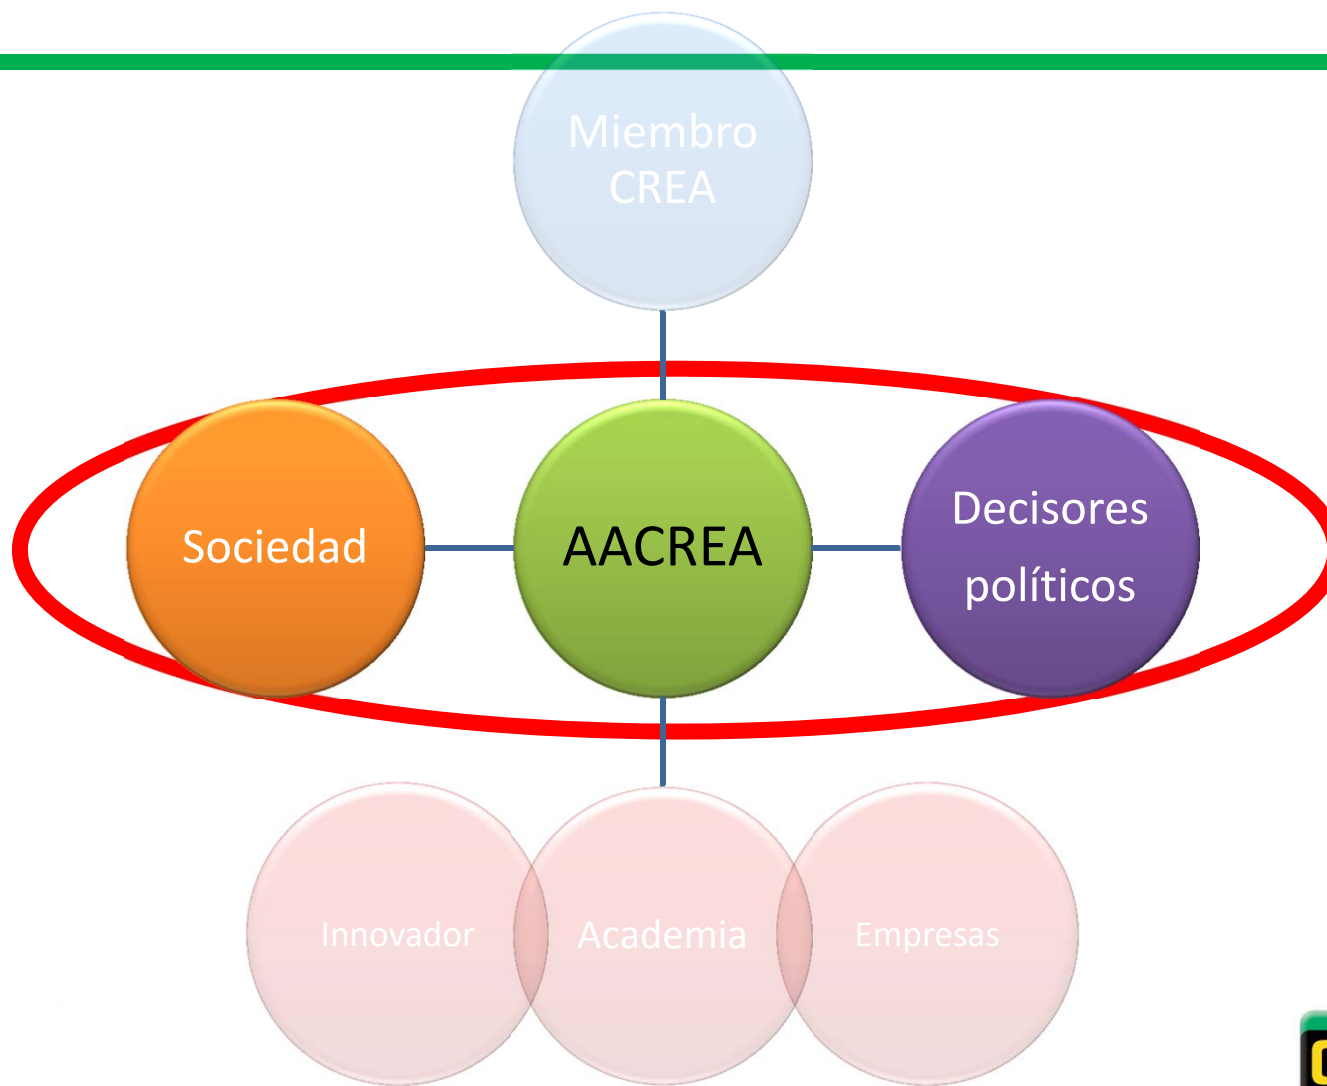 Miembro
CREA
Sociedad
AACREA
Decisores
políticos
Innovador
Academia
Empresas